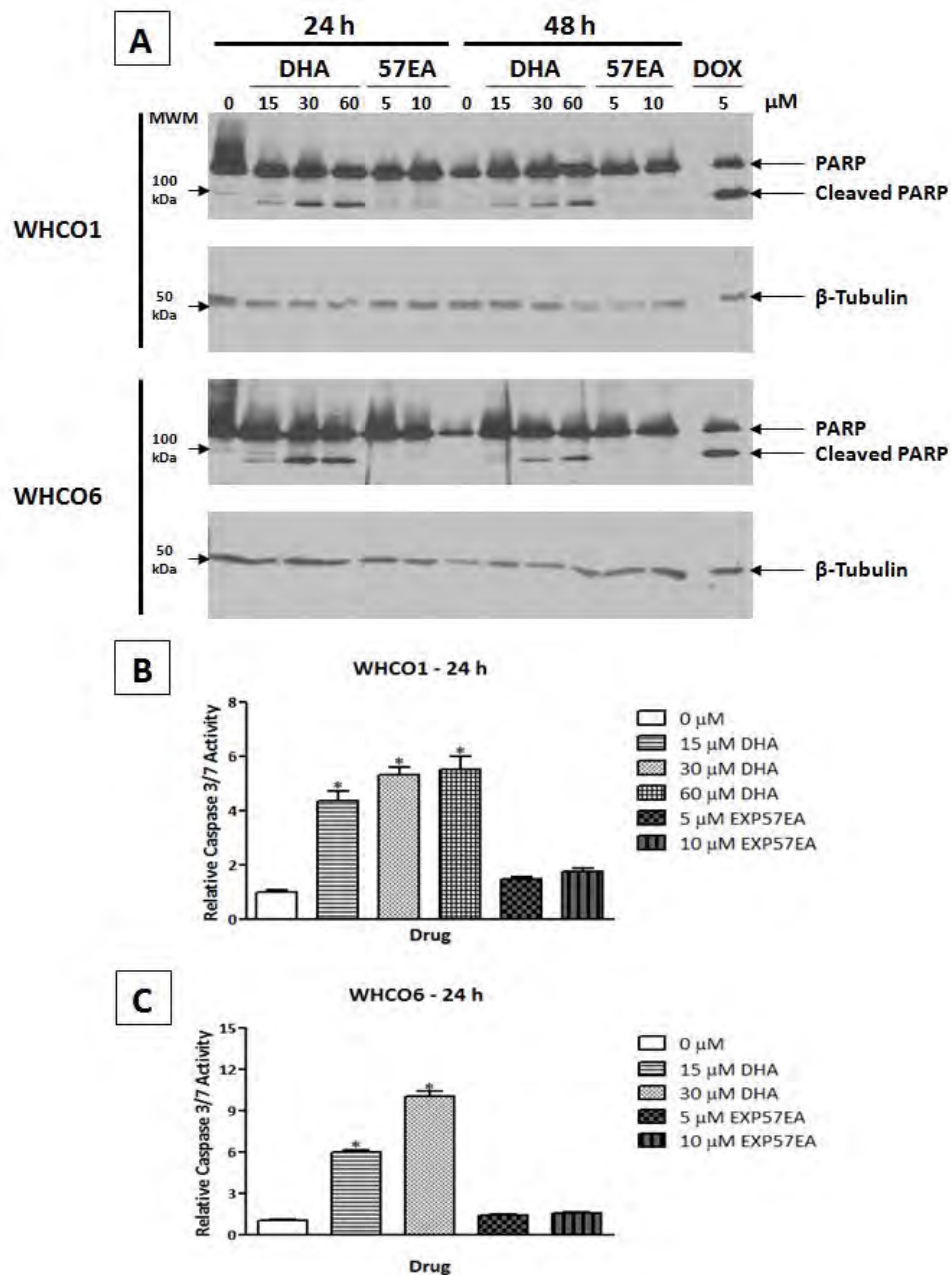 A
24 h 48 h
DHA 57EA DHA 57EA DOX
0 15 30 60 5 10 0 15 30 60 5 10 5 μM
MWM
PARP
100
kDa
Cleaved PARP
WHCO1
50
kDa
β-Tubulin
PARP
100
kDa
Cleaved PARP
WHCO6
50
kDa
β-Tubulin
B
WHCO1 - 24 h
Relative Caspase 3/7 Activity
8
6
4
2
0
* * *
Drug
0 μM
15 μM DHA
30 μM DHA
60 μM DHA
5 μM EXP57EA
10 μM EXP57EA
C
WHCO6 - 24 h
Relative Caspase 3/7 Activity
15
10
6
3
0
* *
Drug
0 μM
15 μM DHA
30 μM DHA
5 μM EXP57EA
10 μM EXP57EA